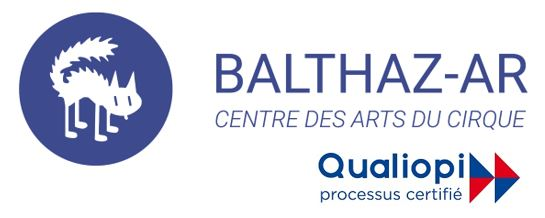 BALTHAZ-AR
CENTRE DES ARTS DU CIRQUE
Qualiopi
processus certifié